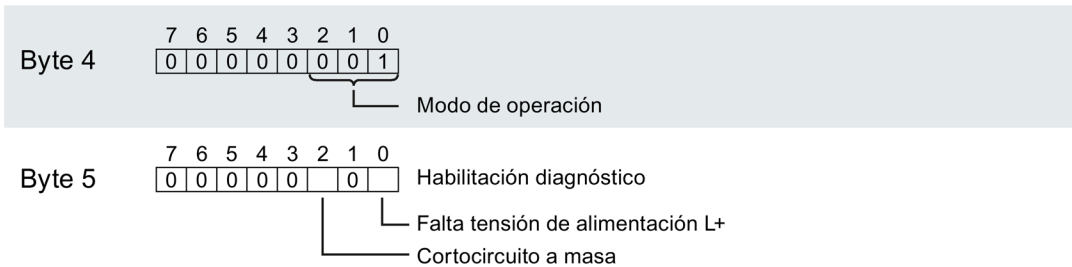 7 6 5 4 3 2 1 0
Byte 4 0 0 0 0 0 0 0 1
Modo de operación
7 6 5 4 3 2 1 0
Byte 5 0 0 0 0 0 0 Habilitación diagnóstico
Falta tensión de alimentación L+
Cortocircuito a masa